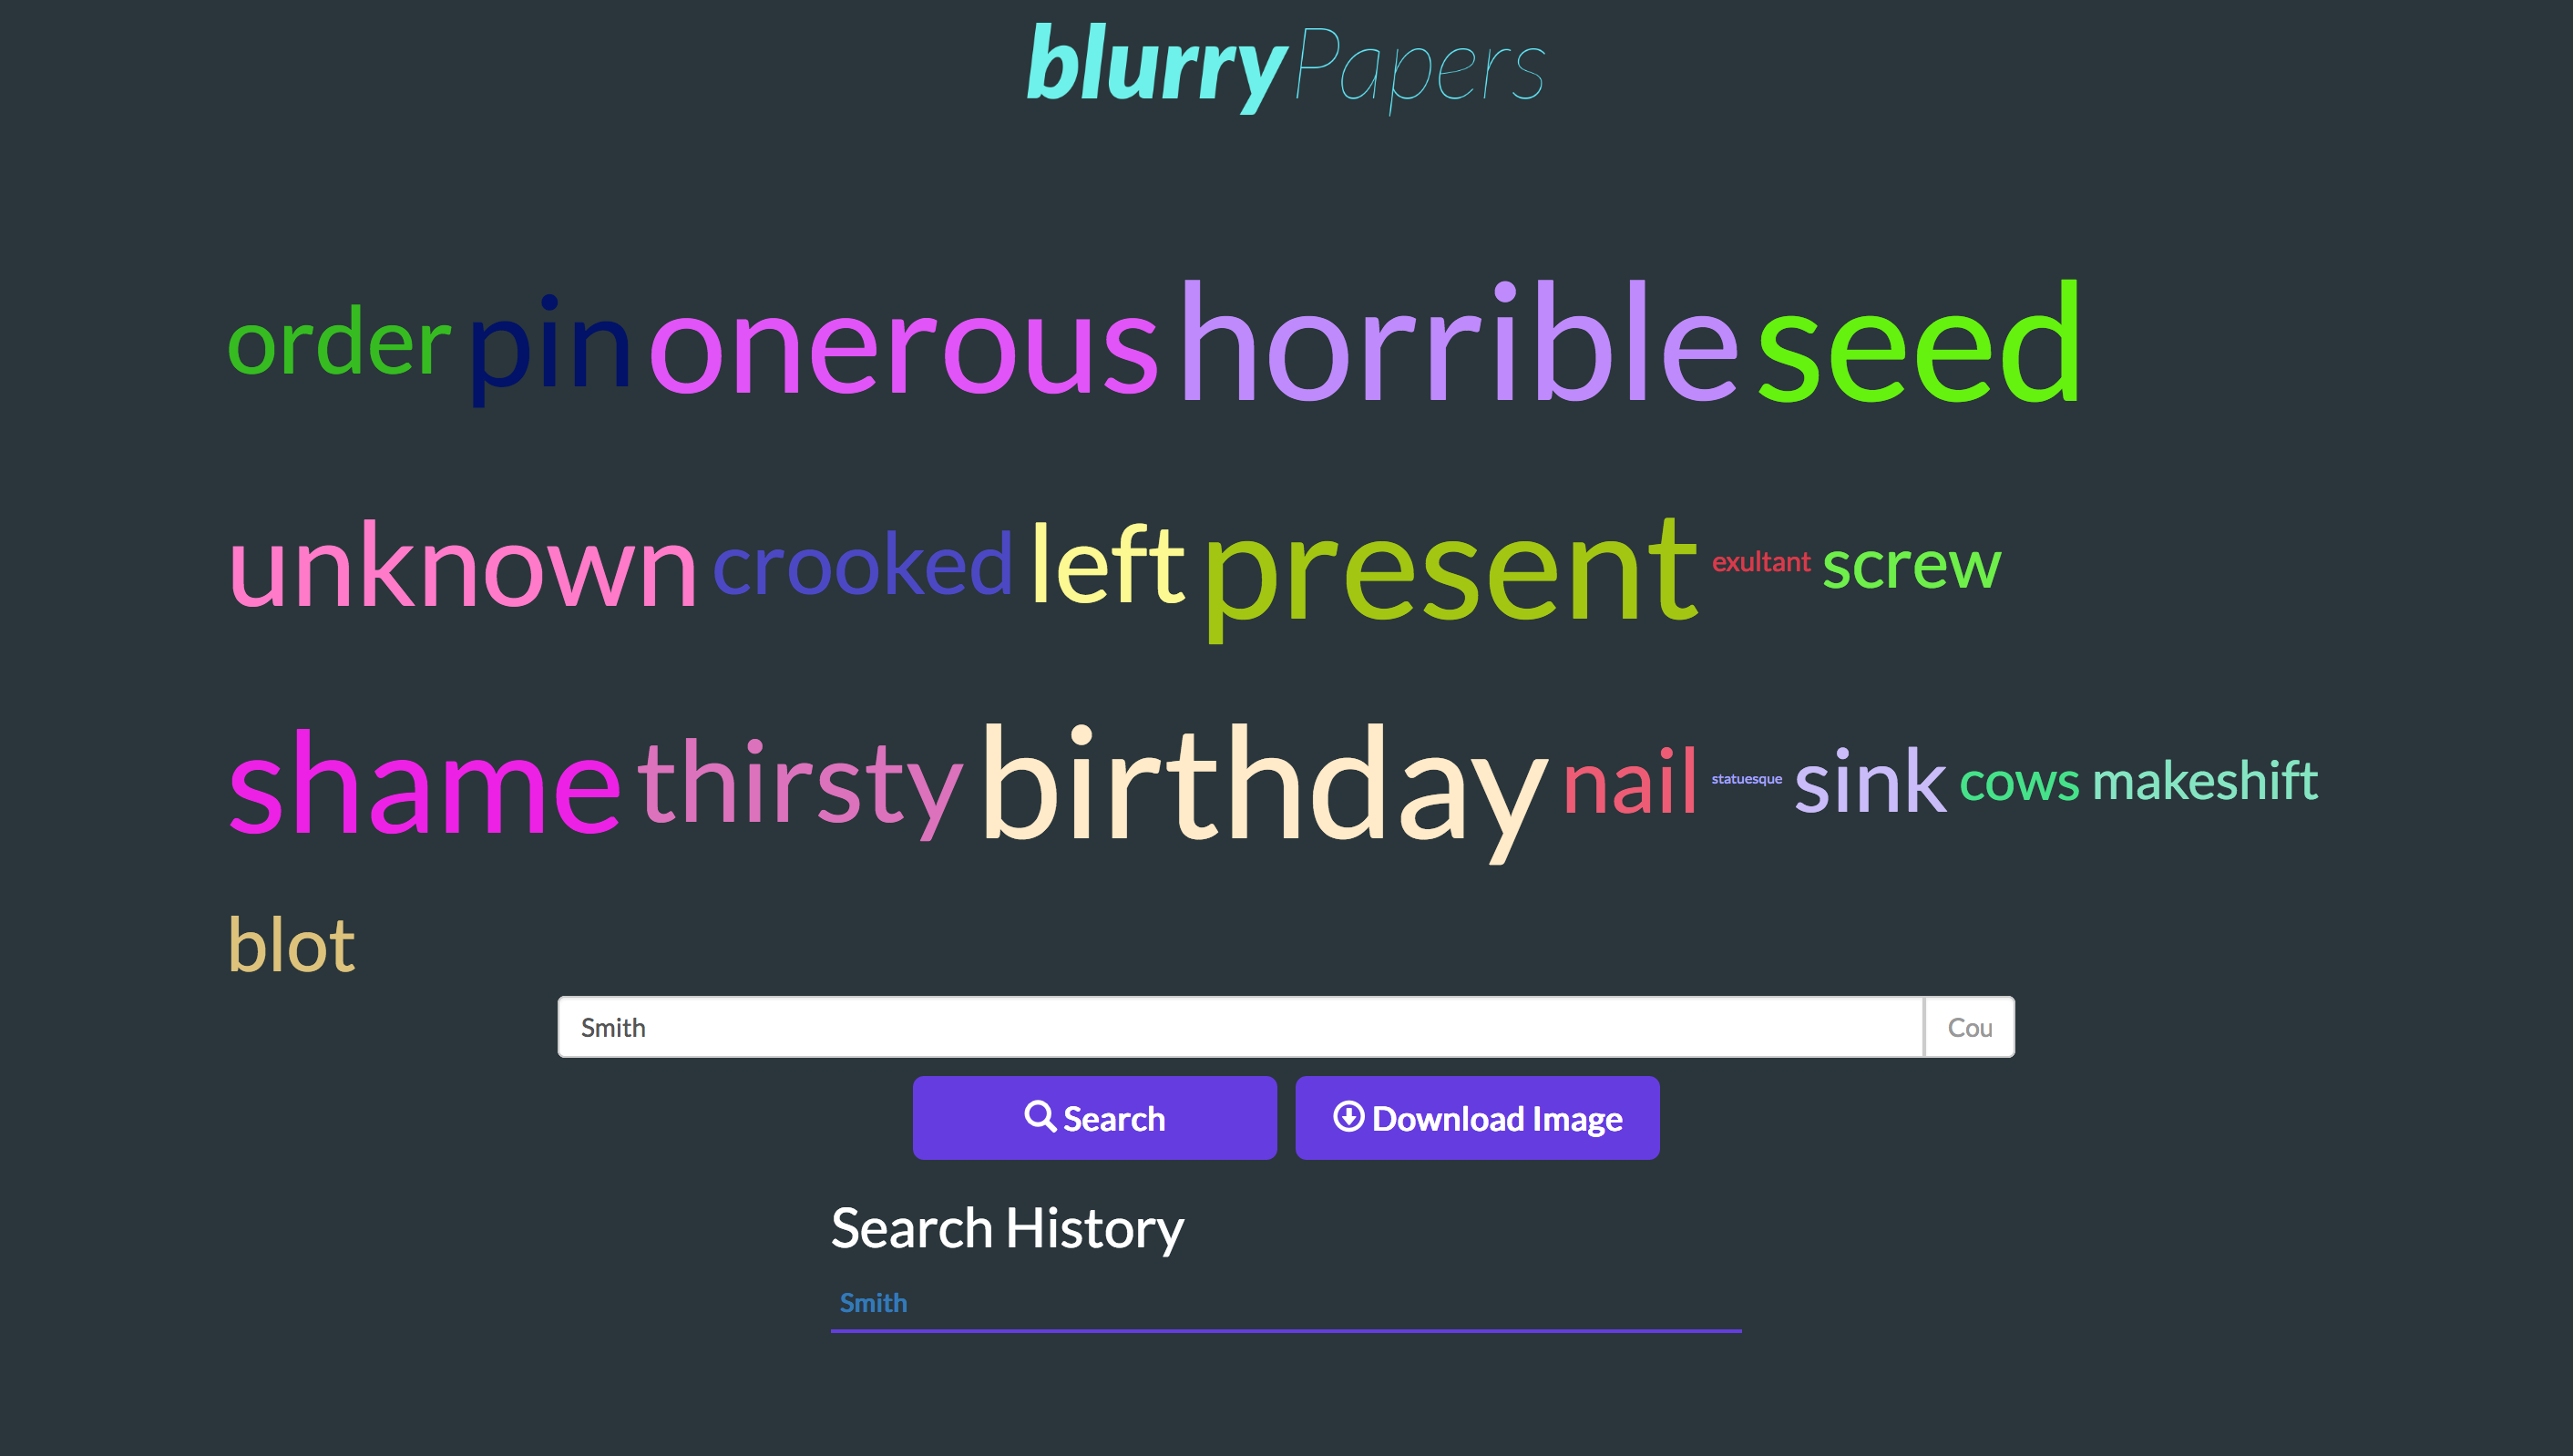 blurryPapers
order pin onerous horrible seed
unknown crooked left present exultant screw
shame thirsty birthday nail statuesque sink cows makeshift
blot
Smith Cou
Search Download Image
Search History
Smith